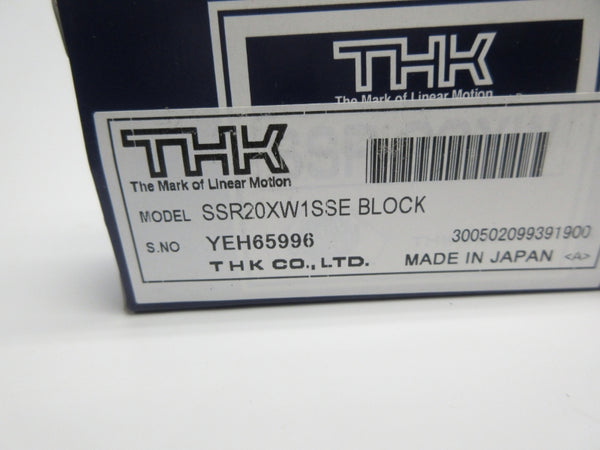 THK
The Mark of Linear Motion
THK
The Mark of Linear Motion
MODEL SSR20XW1SSE BLOCK
S.NO YEH65996
300502099391900
THK CO., LTD.
MADE IN JAPAN <A>